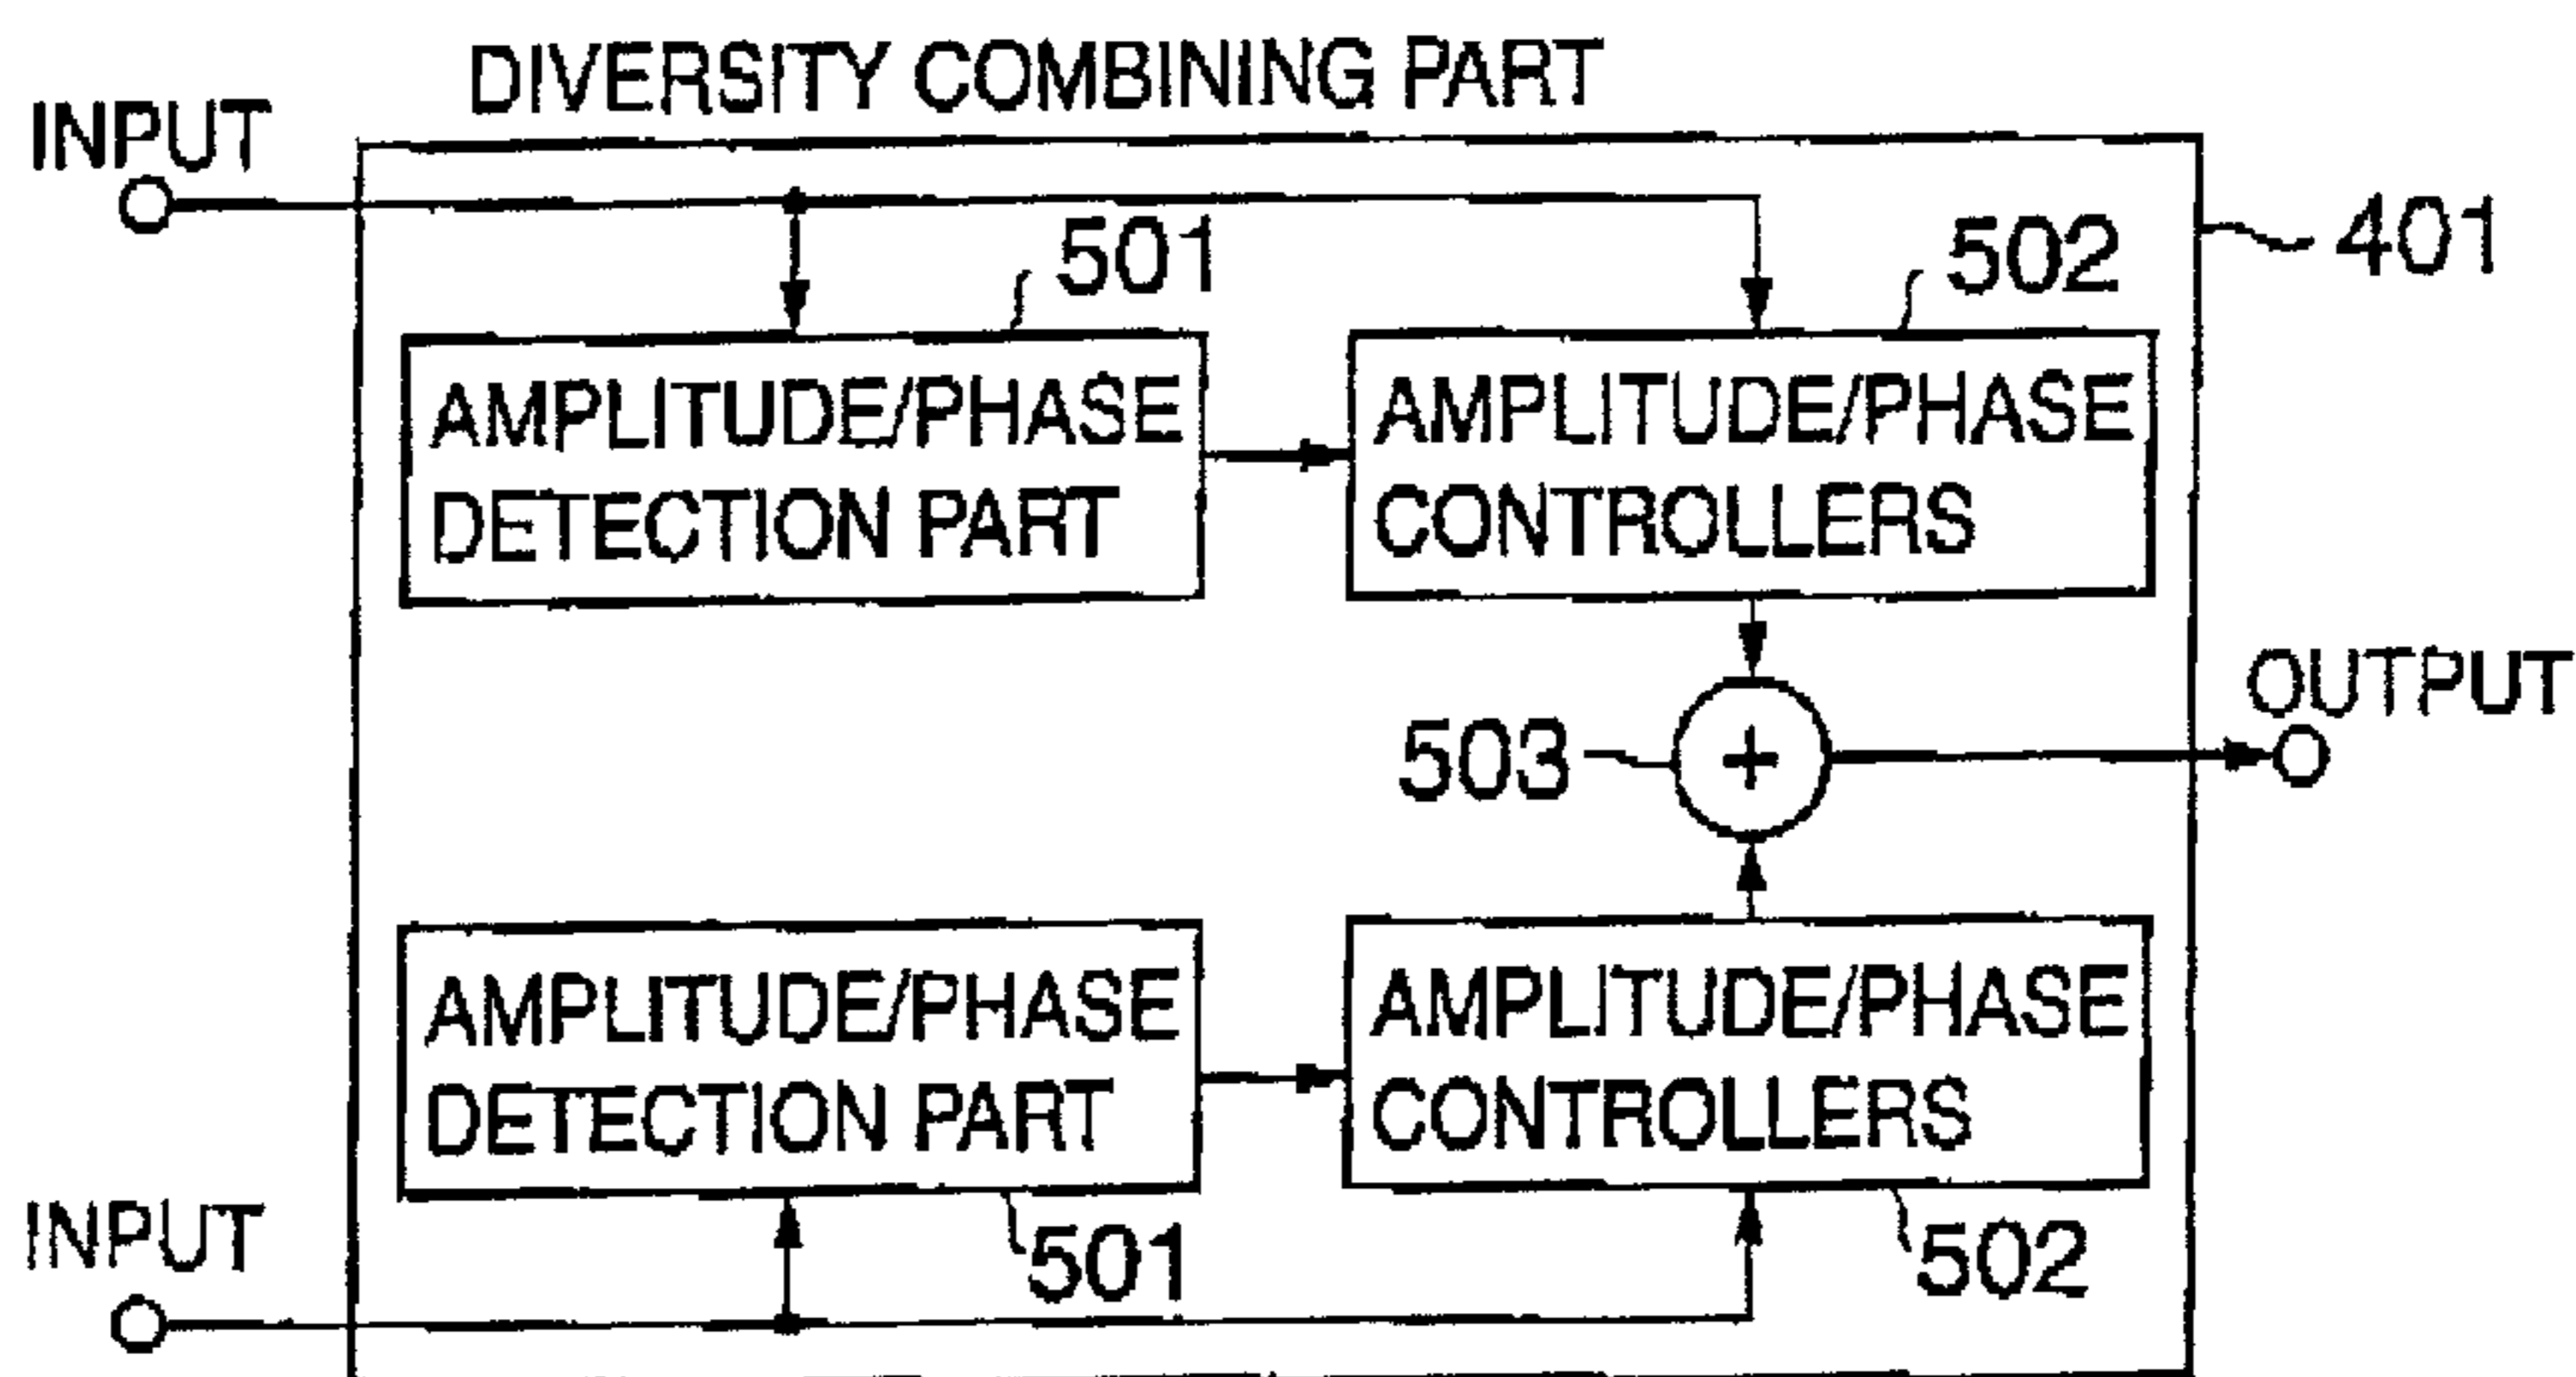 DIVERSITY COMBINING PART
INPUT
501
502
401
AMPLITUDE/PHASE
DETECTION PART
AMPLITUDE/PHASE
CONTROLLERS
503
+
OUTPUT
AMPLITUDE/PHASE
DETECTION PART
AMPLITUDE/PHASE
CONTROLLERS
INPUT
501
502